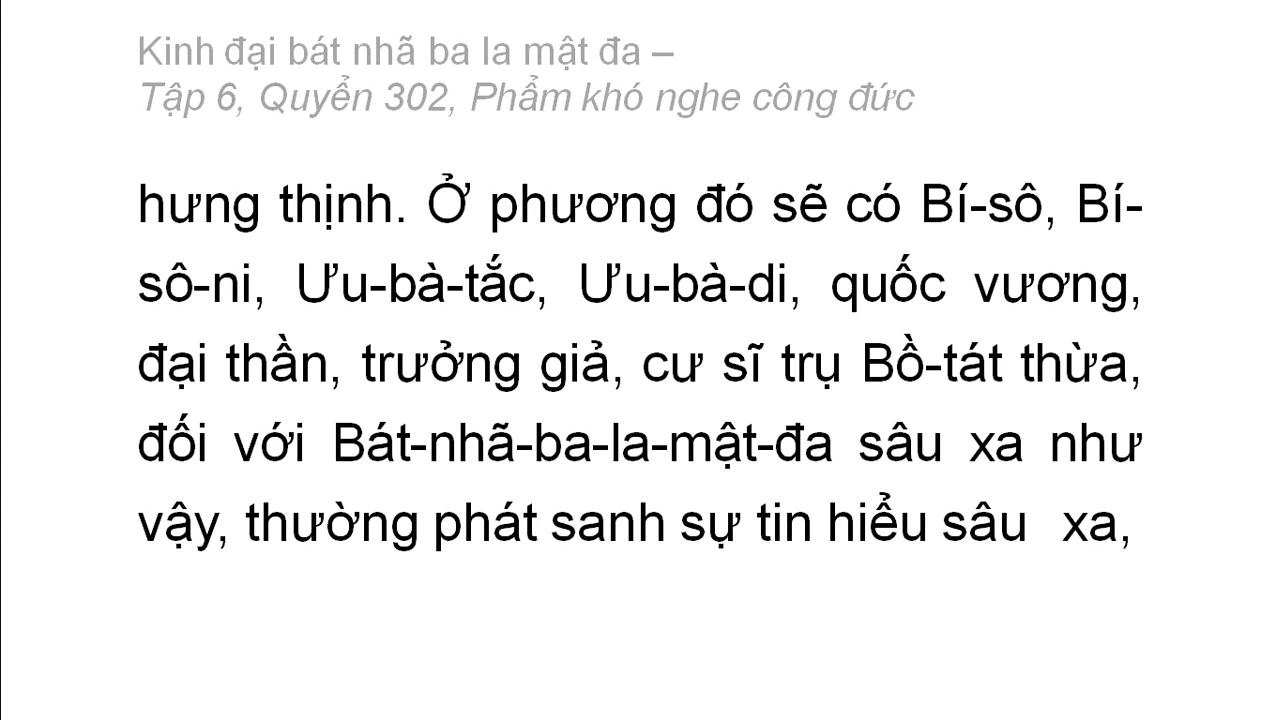 Kinh đại bát nhã ba la mật đa –
Tập 6, Quyển 302, Phẩm khó nghe công đức
hưng thịnh. Ở phương đó sẽ có Bí-sô, Bí-
sô-ni, Ưu-bà-tắc, Ưu-bà-di, quốc vương,
đại thần, trưởng giả, cư sĩ trụ Bồ-tát thừa,
đối với Bát-nhã-ba-la-mật-đa sâu xa như
vậy, thường phát sanh sự tin hiểu sâu xa,